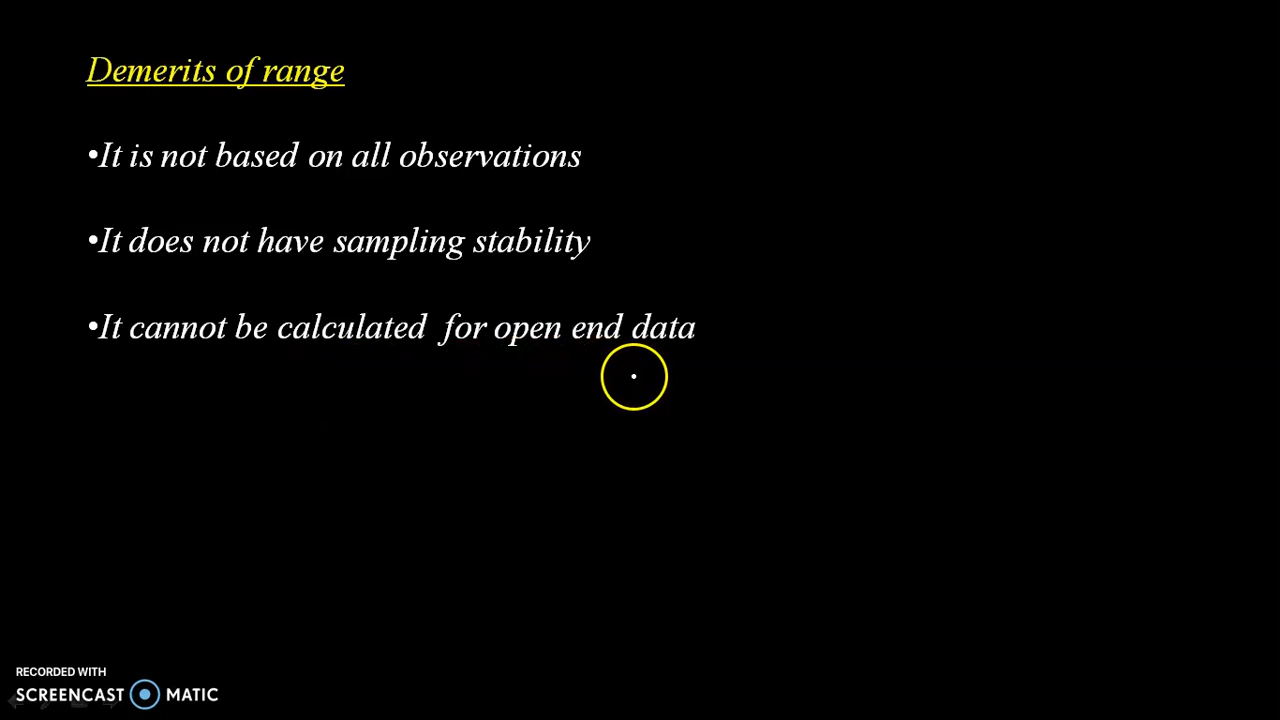 Demerits of range
•It is not based on all observations
•It does not have sampling stability
•It cannot be calculated for open end data
RECORDED WITH
SCREENCAST MATIC